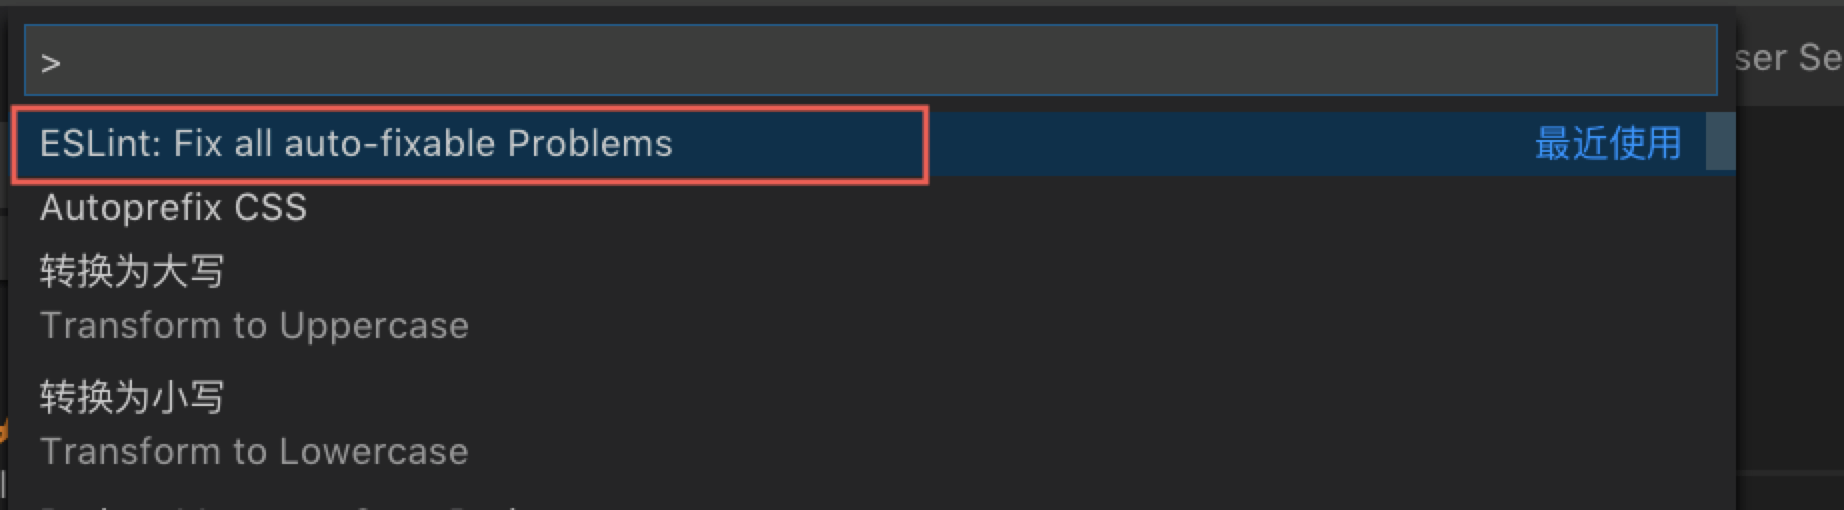 >
ser Se
ESLint: Fix all auto-fixable Problems
最近使用
Autoprefix CSS
转换为大写
Transform to Uppercase
转换为小写
Transform to Lowercase